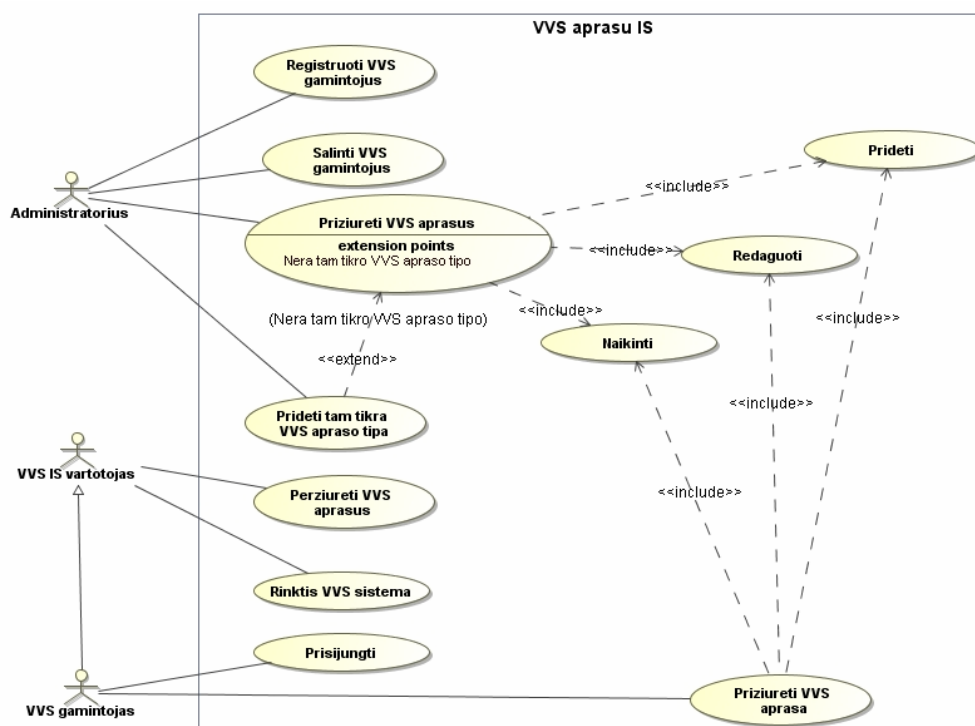 VVS aprasu IS
Registruoti VVS
gamintojus
Salinti VVS
gamintojus
Prideti
<<include>>
Administratorius
Priziureti VVS aprasus
extension points
Nera tam tikro VVS apraso tipo
<<include>>
Redaguoti
<<include>>
(Nera tam tikro VVS apraso tipo)
<<include>>
Naikinti
<<extend>>
Prideti tam tikra
VVS apraso tipa
<<include>>
VVS IS vartotojas
Perziureti VVS
aprasus
<<include>>
Rinktis VVS sistema
Prisijungti
VVS gamintojas
Priziureti VVS
aprasa